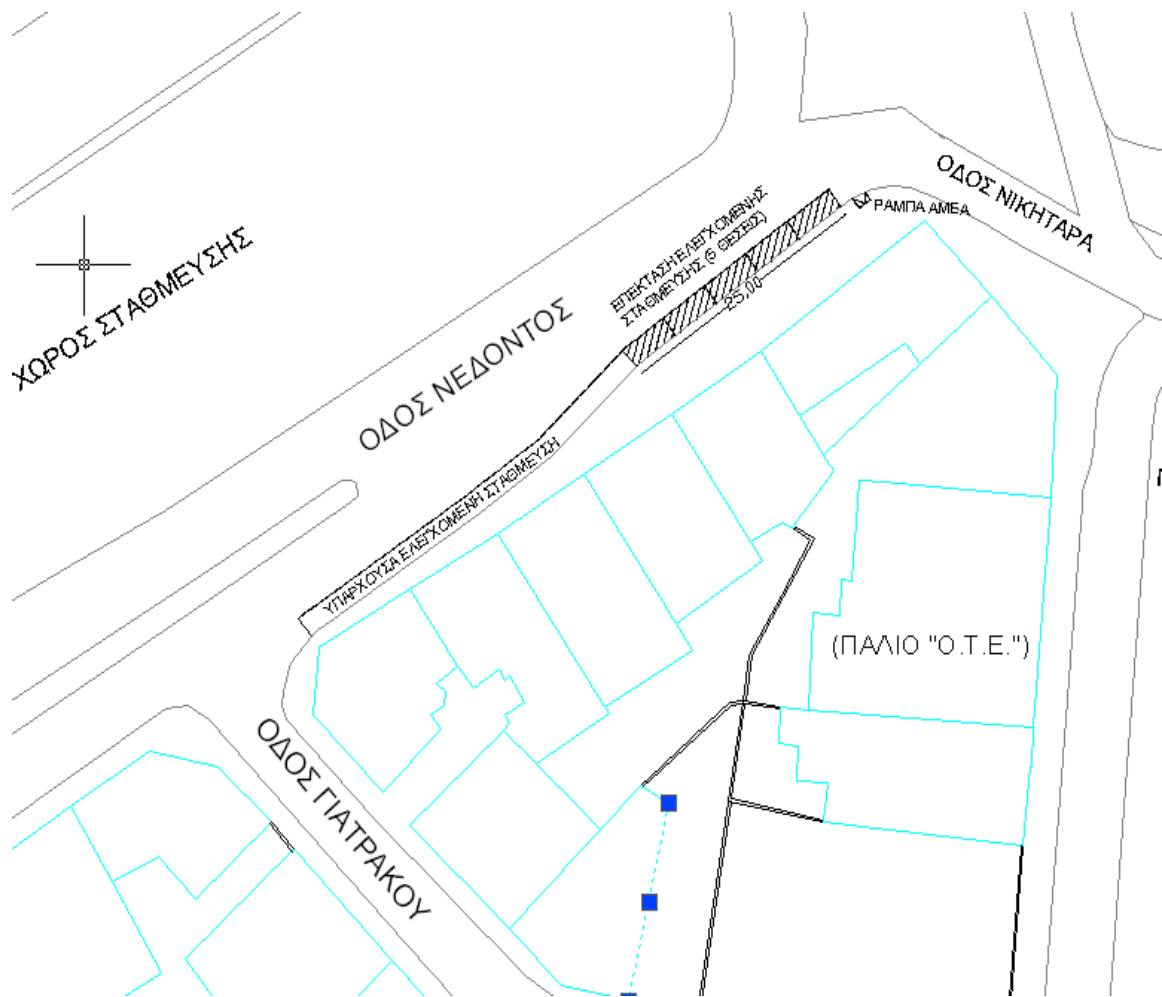 ΟΔΟΣ ΝΙΚΗΤΑΡΑ
ΡΑΜΠΑ ΑΜΕΑ
ΕΠΕΚΤΑΣΗ ΕΛΕΓΧΟΜΕΝΗΣ
ΣΤΑΘΜΕΥΣΗΣ (5 ΘΕΣΕΙΣ)
25,00
ΧΩΡΟΣ ΣΤΑΘΜΕΥΣΗΣ
ΟΔΟΣ ΝΕΔΟΝΤΟΣ
ΥΠΑΡΧΟΥΣΑ ΕΛΕΓΧΟΜΕΝΗ ΣΤΑΘΜΕΥΣΗ
(ΠΑΛΙΟ "Ο.Τ.Ε.")
ΟΔΟΣ ΓΙΑΤΡΑΚΟΥ